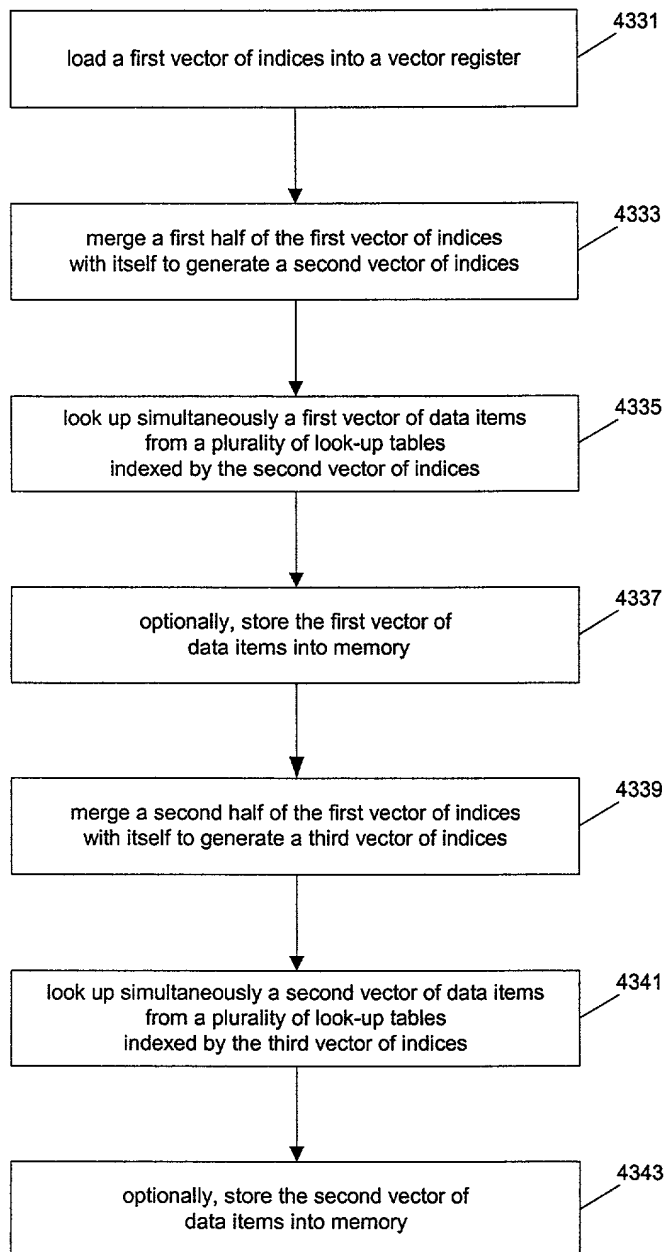 4331
load a first vector of indices into a vector register
4333
merge a first half of the first vector of indices
with itself to generate a second vector of indices
4335
look up simultaneously a first vector of data items
from a plurality of look-up tables
indexed by the second vector of indices
4337
optionally, store the first vector of
data items into memory
4339
merge a second half of the first vector of indices
with itself to generate a third vector of indices
4341
look up simultaneously a second vector of data items
from a plurality of look-up tables
indexed by the third vector of indices
4343
optionally, store the second vector of
data items into memory